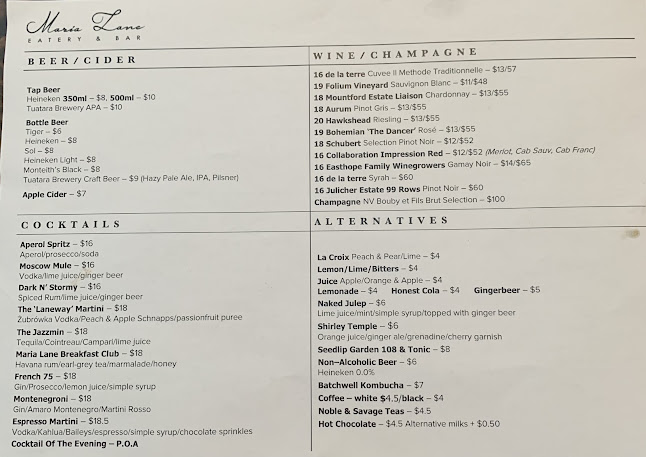 Maria Lane
EATERY & BAR
BEER/CIDER
Tap Beer
Heineken 350ml – $8, 500ml – $10
Tuatara Brewery APA – $10
Bottle Beer
Tiger – $6
Heineken – $8
Sol – $8
Heineken Light – $8
Monteith's Black – $8
Tuatara Brewery Craft Beer – $9 (Hazy Pale Ale, IPA, Pilsner)
Apple Cider – $7
WINE/CHAMPAGNE
16 de la terre Cuvee II Methode Traditionnelle – $13/57
19 Folium Vineyard Sauvignon Blanc – $11/$48
18 Mountford Estate Liaison Chardonnay – $13/$55
18 Aurum Pinot Gris – $13/$55
20 Hawkshead Riesling – $13/$55
19 Bohemian 'The Dancer' Rosé – $13/$55
18 Schubert Selection Pinot Noir – $12/$52
16 Collaboration Impression Red – $12/$52 (Merlot, Cab Sauv, Cab Franc)
16 Easthope Family Winegrowers Gamay Noir – $14/$65
16 de la terre Syrah – $60
16 Julicher Estate 99 Rows Pinot Noir – $60
Champagne NV Bouby et Fils Brut Selection – $100
COCKTAILS
Aperol Spritz – $16
Aperol/prosecco/soda
Moscow Mule – $16
Vodka/lime juice/ginger beer
Dark N' Stormy – $16
Spiced Rum/lime juice/ginger beer
The 'Laneway' Martini – $18
Żubrówka Vodka/Peach & Apple Schnapps/passionfruit puree
The Jazzmin – $18
Tequila/Cointreau/Campari/lime juice
Maria Lane Breakfast Club – $18
Havana rum/earl-grey tea/marmalade/honey
French 75 – $18
Gin/Prosecco/lemon juice/simple syrup
Montenegroni – $18
Gin/Amaro Montenegro/Martini Rosso
Espresso Martini – $18.5
Vodka/Kahlua/Baileys/espresso/simple syrup/chocolate sprinkles
Cocktail Of The Evening – P.O.A
ALTERNATIVES
La Croix Peach & Pear/Lime – $4
Lemon/Lime/Bitters – $4
Juice Apple/Orange & Apple – $4
Lemonade – $4 Honest Cola – $4 Gingerbeer – $5
Naked Julep – $6
Lime juice/mint/simple syrup/topped with ginger beer
Shirley Temple – $6
Orange juice/ginger ale/grenadine/cherry garnish
Seedlip Garden 108 & Tonic – $8
Non–Alcoholic Beer – $6
Heineken 0.0%
Batchwell Kombucha – $7
Coffee – white $4.5/black – $4
Noble & Savage Teas – $4.5
Hot Chocolate – $4.5 Alternative milks + $0.50